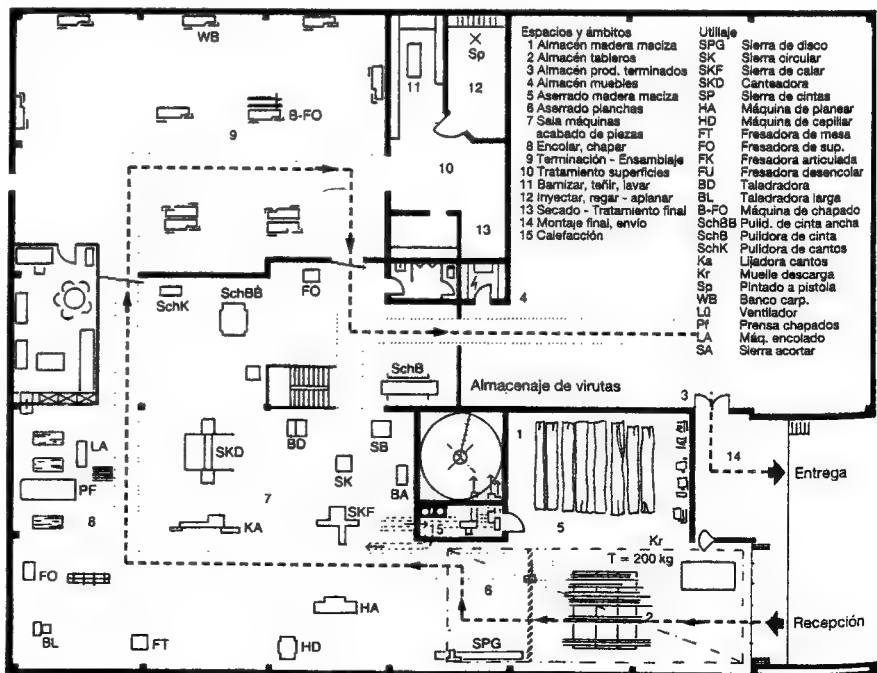 Espacios y ámbitos
1 Almacén madera maciza
2 Almacén tableros
3 Almacén prod. terminados
4 Almacén muebles
5 Aserrado madera maciza
6 Aserrado planchas
7 Sala máquinas
acabado de piezas
8 Encolar, chapar
9 Terminación - Ensamblaje
10 Tratamiento superficies
11 Barnizar, teñir, lavar
12 Inyectar, regar - aplanar
13 Secado - Tratamiento final
14 Montaje final, envío
15 Calefacción
Utillaje
SPG Sierra de disco
SK Sierra circular
SKF Sierra de calar
SKD Canteadora
SP Sierra de cintas
HA Máquina de planear
HD Máquina de cepillar
FT Fresadora de mesa
FO Fresadora de sup.
FK Fresadora articulada
FU Fresadora desencolar
BD Taladradora
BL Taladradora larga
B-FO Máquina de chapado
SchBB Pulid. de cinta ancha
SchB Pulidora de cinta
SchK Pulidora de cantos
Ka Lijadora cantos
Kr Muelle descarga
Sp Pintado a pistola
WB Banco carp.
Lü Ventilador
Pf Prensa chapados
LA Máq. encolado
SA Sierra acortar
WB
Sp
11
12
B-FO
9
10
13
SchK
SchBB
FO
4
4
SchB
Almacenaje de virutas
3
LA
SKD
BD
SB
1
14
Entrega
SK
BA
PF
7
8
KA
SKF
15
5
Kr
T = 200 kg
FO
6
HA
2
Recepción
BL
FT
HD
SPG